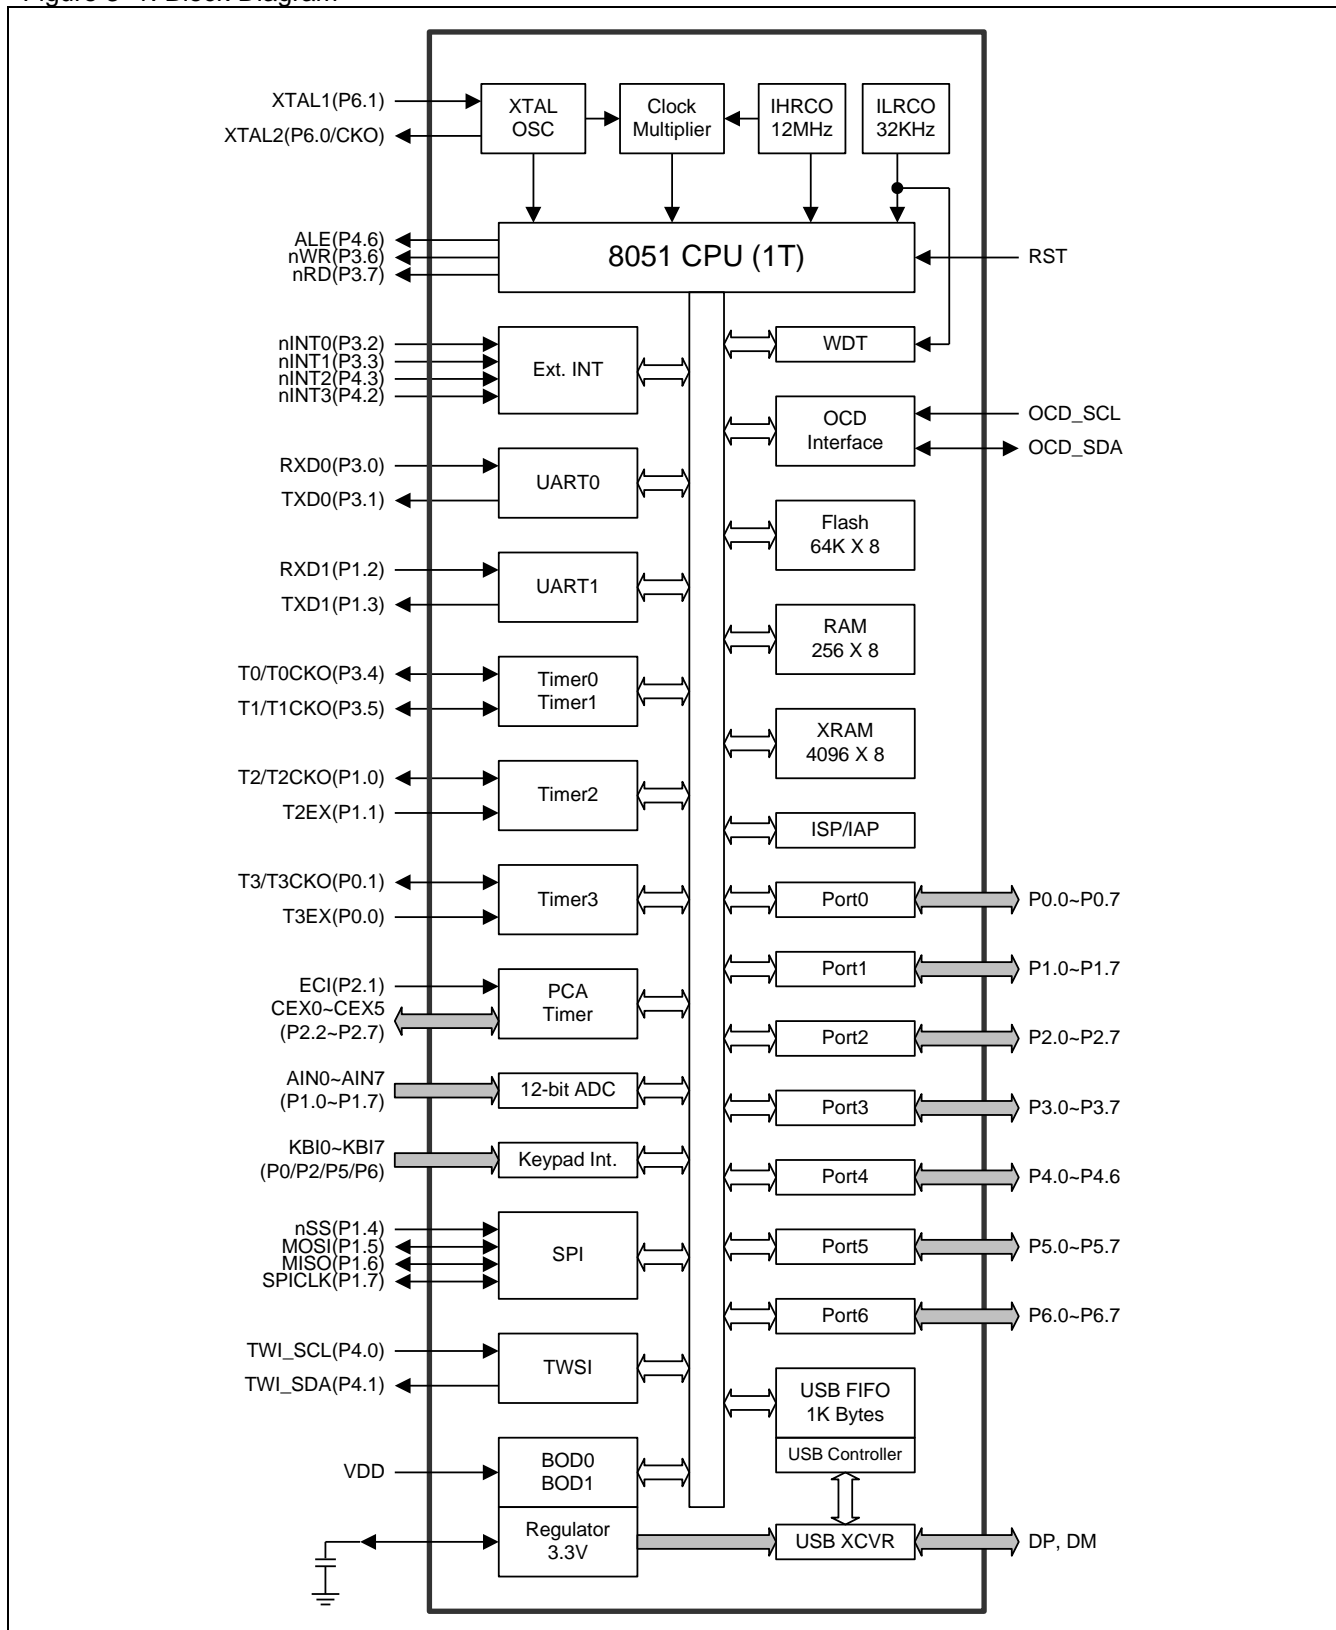 XTAL1(P6.1)
XTAL2(P6.0/CKO)
XTAL
OSC
Clock
Multiplier
IHRCO
12MHz
ILRCO
32KHz
ALE(P4.6)
nWR(P3.6)
nRD(P3.7)
8051 CPU (1T)
RST
nINT0(P3.2)
nINT1(P3.3)
nINT2(P4.3)
nINT3(P4.2)
Ext. INT
WDT
OCD
Interface
OCD_SCL
OCD_SDA
RXD0(P3.0)
TXD0(P3.1)
UART0
Flash
64K X 8
RXD1(P1.2)
TXD1(P1.3)
UART1
RAM
256 X 8
T0/T0CKO(P3.4)
T1/T1CKO(P3.5)
Timer0
Timer1
XRAM
4096 X 8
T2/T2CKO(P1.0)
T2EX(P1.1)
Timer2
ISP/IAP
T3/T3CKO(P0.1)
T3EX(P0.0)
Timer3
Port0
P0.0~P0.7
Port1
P1.0~P1.7
ECI(P2.1)
CEX0~CEX5
(P2.2~P2.7)
PCA
Timer
Port2
P2.0~P2.7
AIN0~AIN7
(P1.0~P1.7)
12-bit ADC
Port3
P3.0~P3.7
KBI0~KBI7
(P0/P2/P5/P6)
Keypad Int.
Port4
P4.0~P4.6
nSS(P1.4)
MOSI(P1.5)
MISO(P1.6)
SPICLK(P1.7)
SPI
Port5
P5.0~P5.7
Port6
P6.0~P6.7
TWI_SCL(P4.0)
TWI_SDA(P4.1)
TWSI
USB FIFO
1K Bytes
USB Controller
VDD
BOD0
BOD1
Regulator
3.3V
USB XCVR
DP, DM